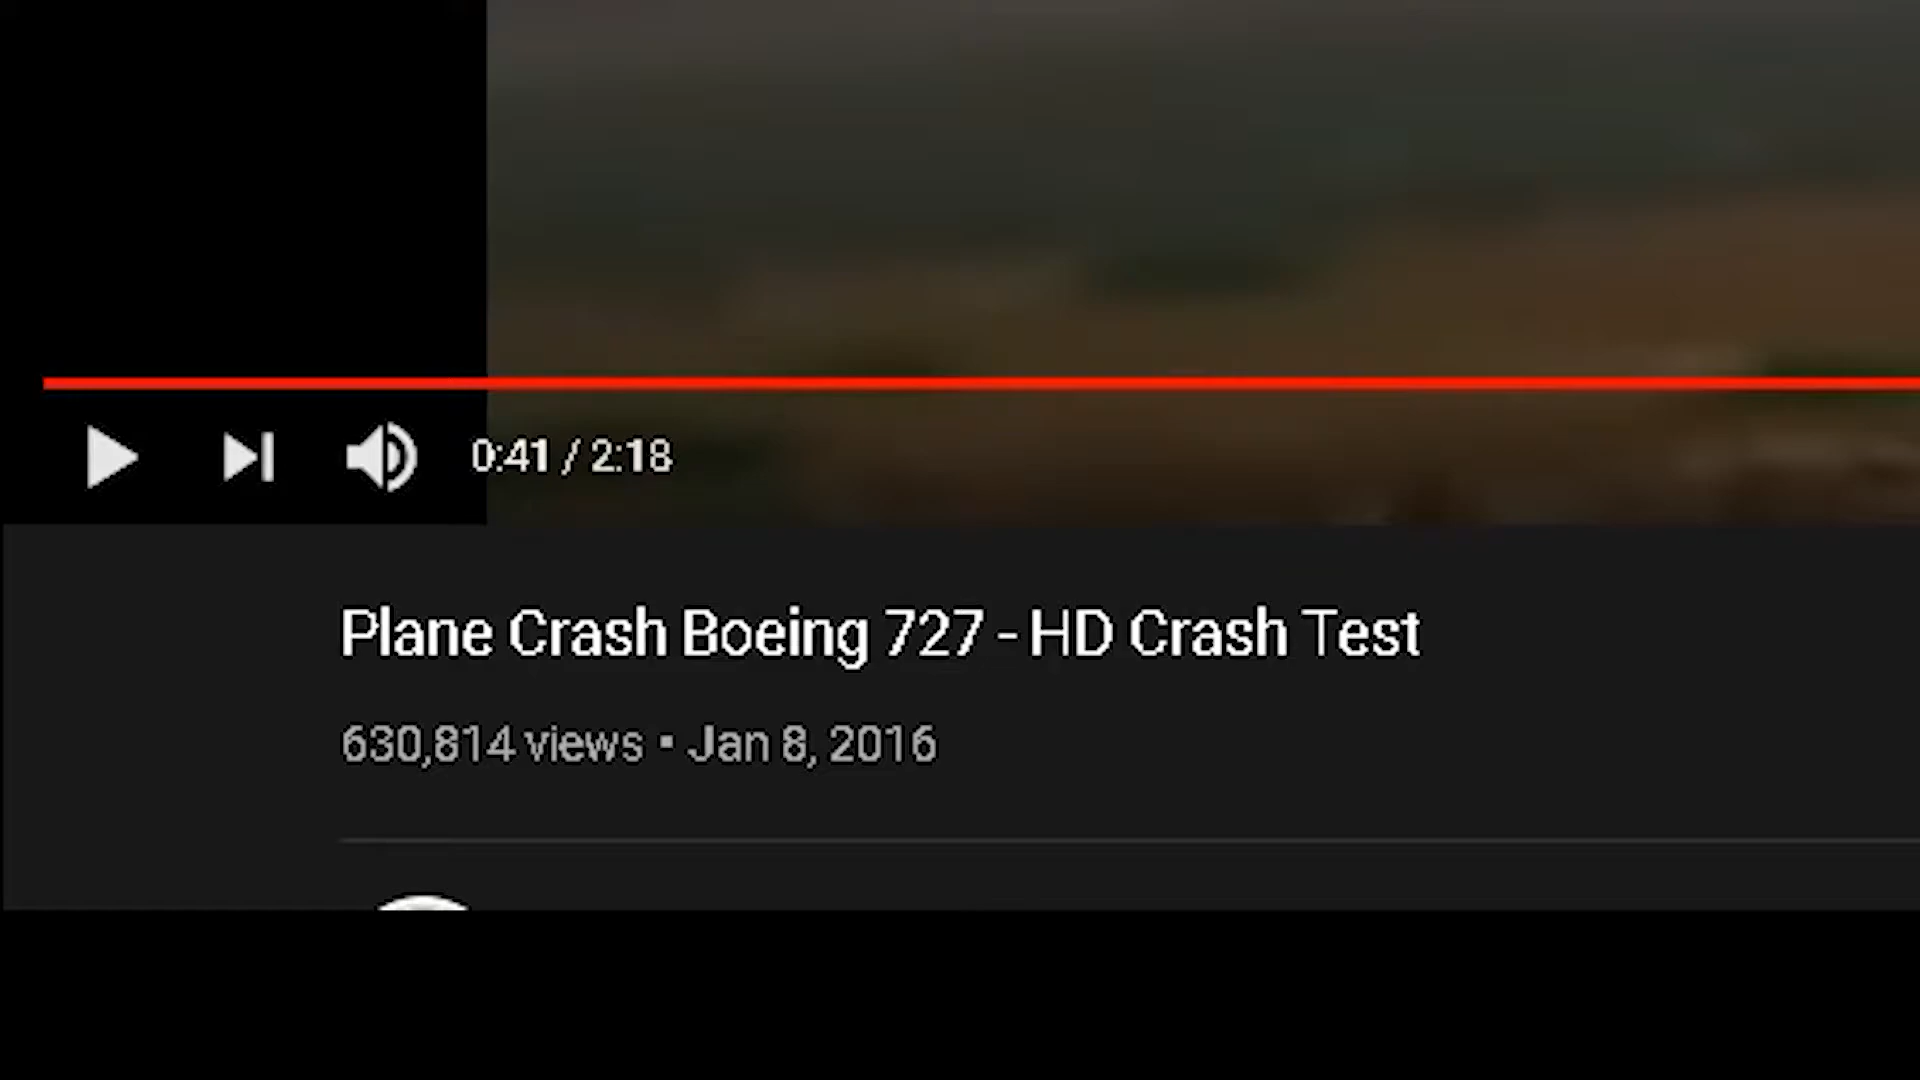 0:41 / 2:18
Plane Crash Boeing 727 - HD Crash Test
630,814 views • Jan 8, 2016